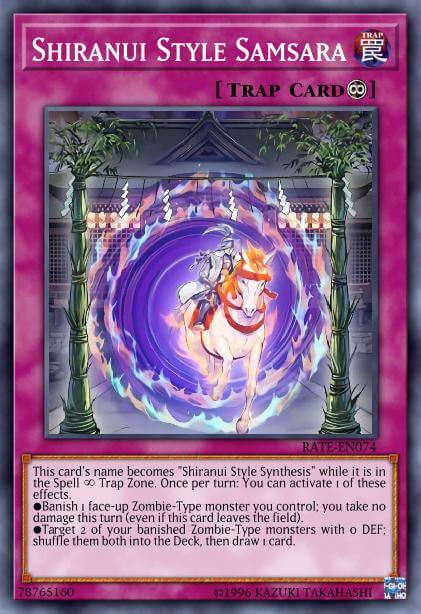 Shiranui Style Samsara
TRAP
罠
[Trap Card∞]
RATE-EN074
This card's name becomes "Shiranui Style Synthesis" while it is in
the Spell ∞ Trap Zone. Once per turn: You can activate 1 of these
effects.
●Banish 1 face-up Zombie-Type monster you control; you take no
damage this turn (even if this card leaves the field).
●Target 2 of your banished Zombie-Type monsters with 0 DEF;
shuffle them both into the Deck, then draw 1 card.
78765160
©1996 KAZUKI TAKAHASHI